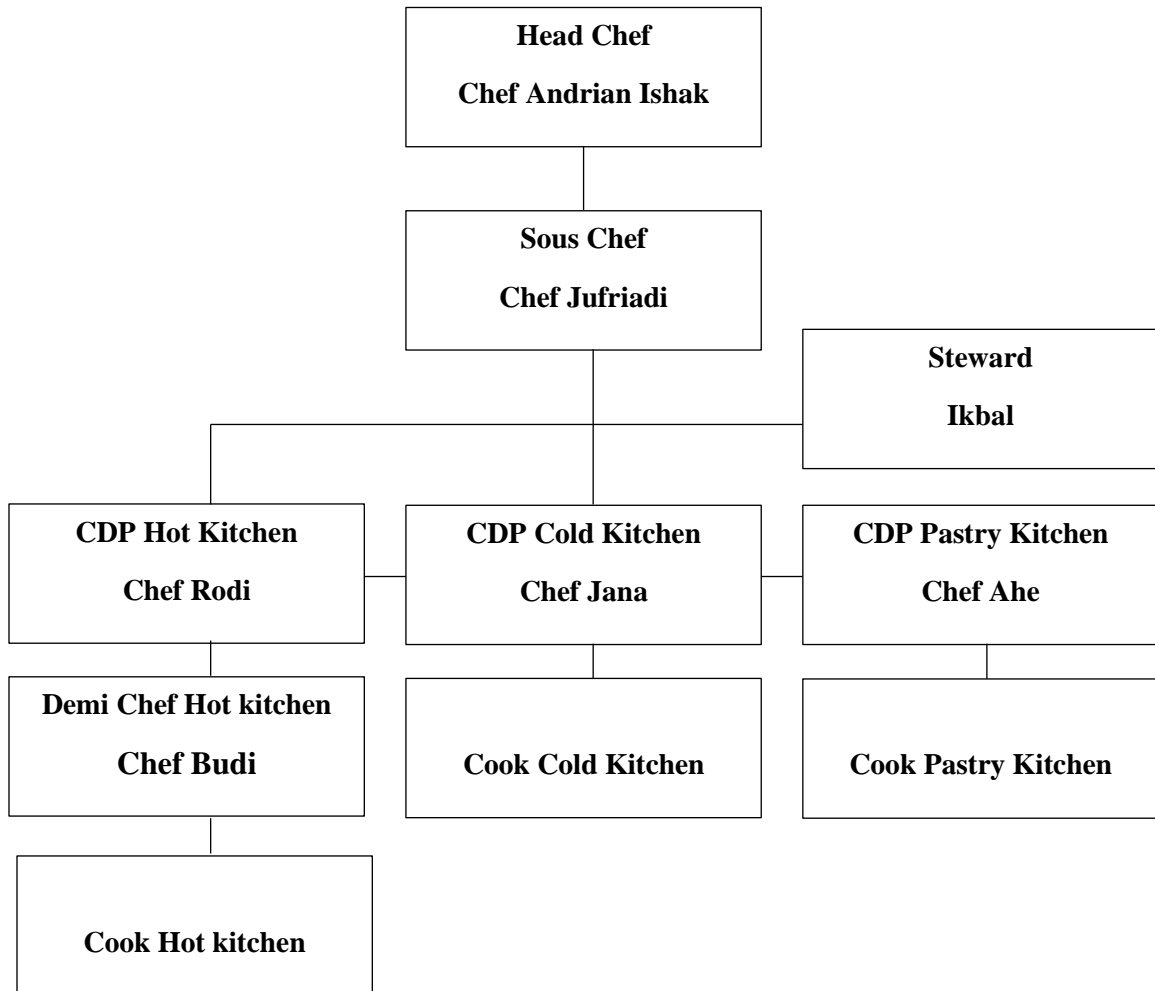 Head Chef
Chef Andrian Ishak
Sous Chef
Chef Jufriadi
Steward
Ikbal
CDP Hot Kitchen
Chef Rodi
CDP Cold Kitchen
Chef Jana
CDP Pastry Kitchen
Chef Ahe
Demi Chef Hot kitchen
Chef Budi
Cook Cold Kitchen
Cook Pastry Kitchen
Cook Hot kitchen